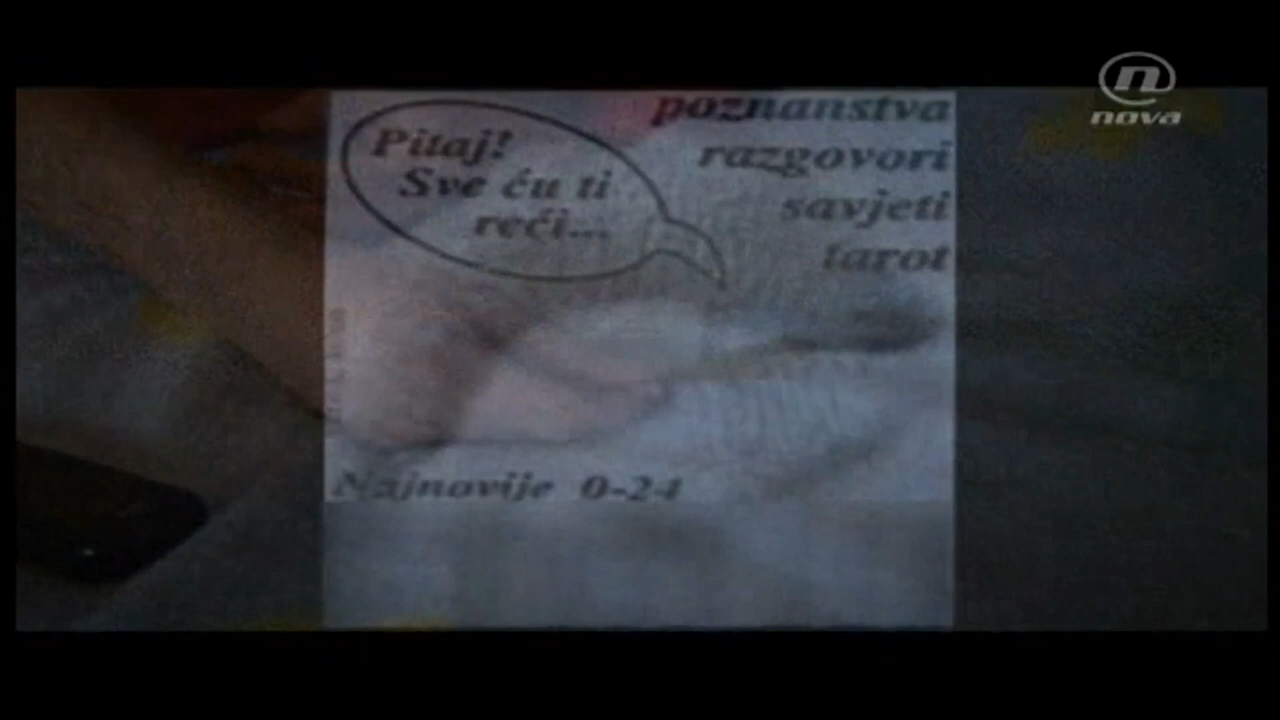 Pitaj!
Sve ću ti
reći...
poznanstva
razgovori
savjeti
tarot
Najnovije 0-24
nova